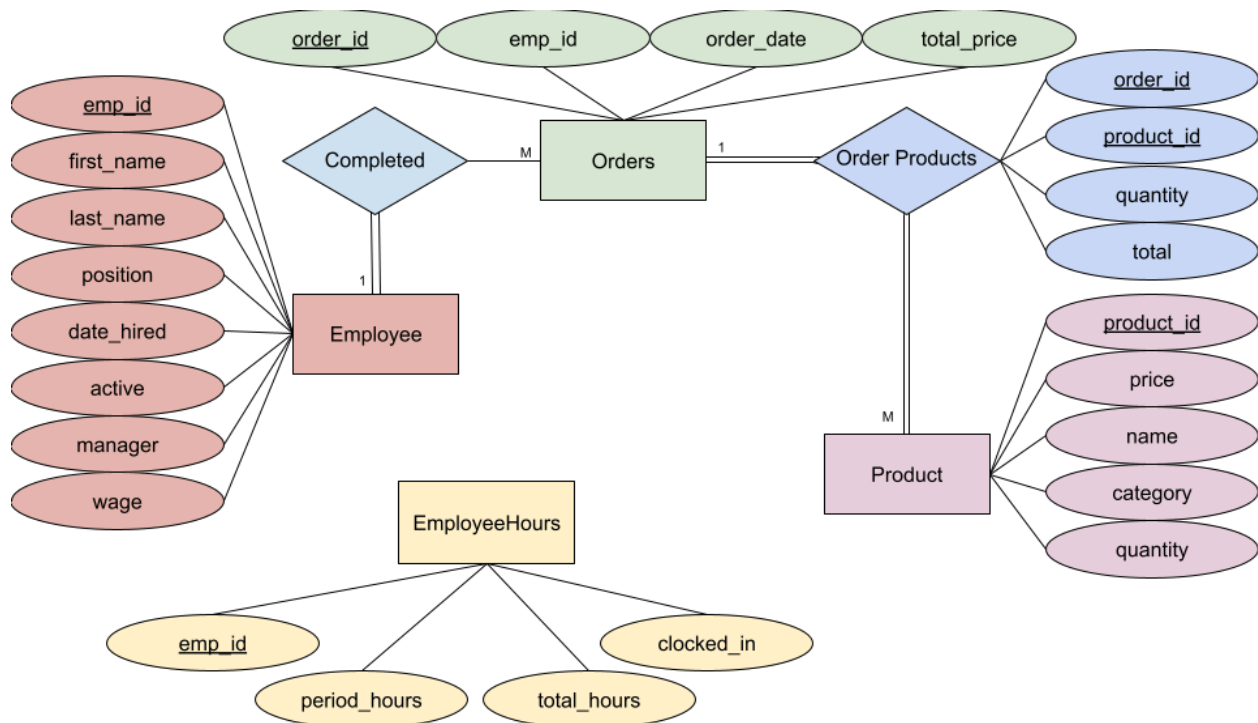 order_id
emp_id
order_date
total_price
emp_id
first_name
last_name
position
date_hired
active
manager
wage
Completed
M
Orders
1
Order Products
order_id
product_id
quantity
total
1
Employee
M
Product
product_id
price
name
category
quantity
EmployeeHours
emp_id
period_hours
total_hours
clocked_in